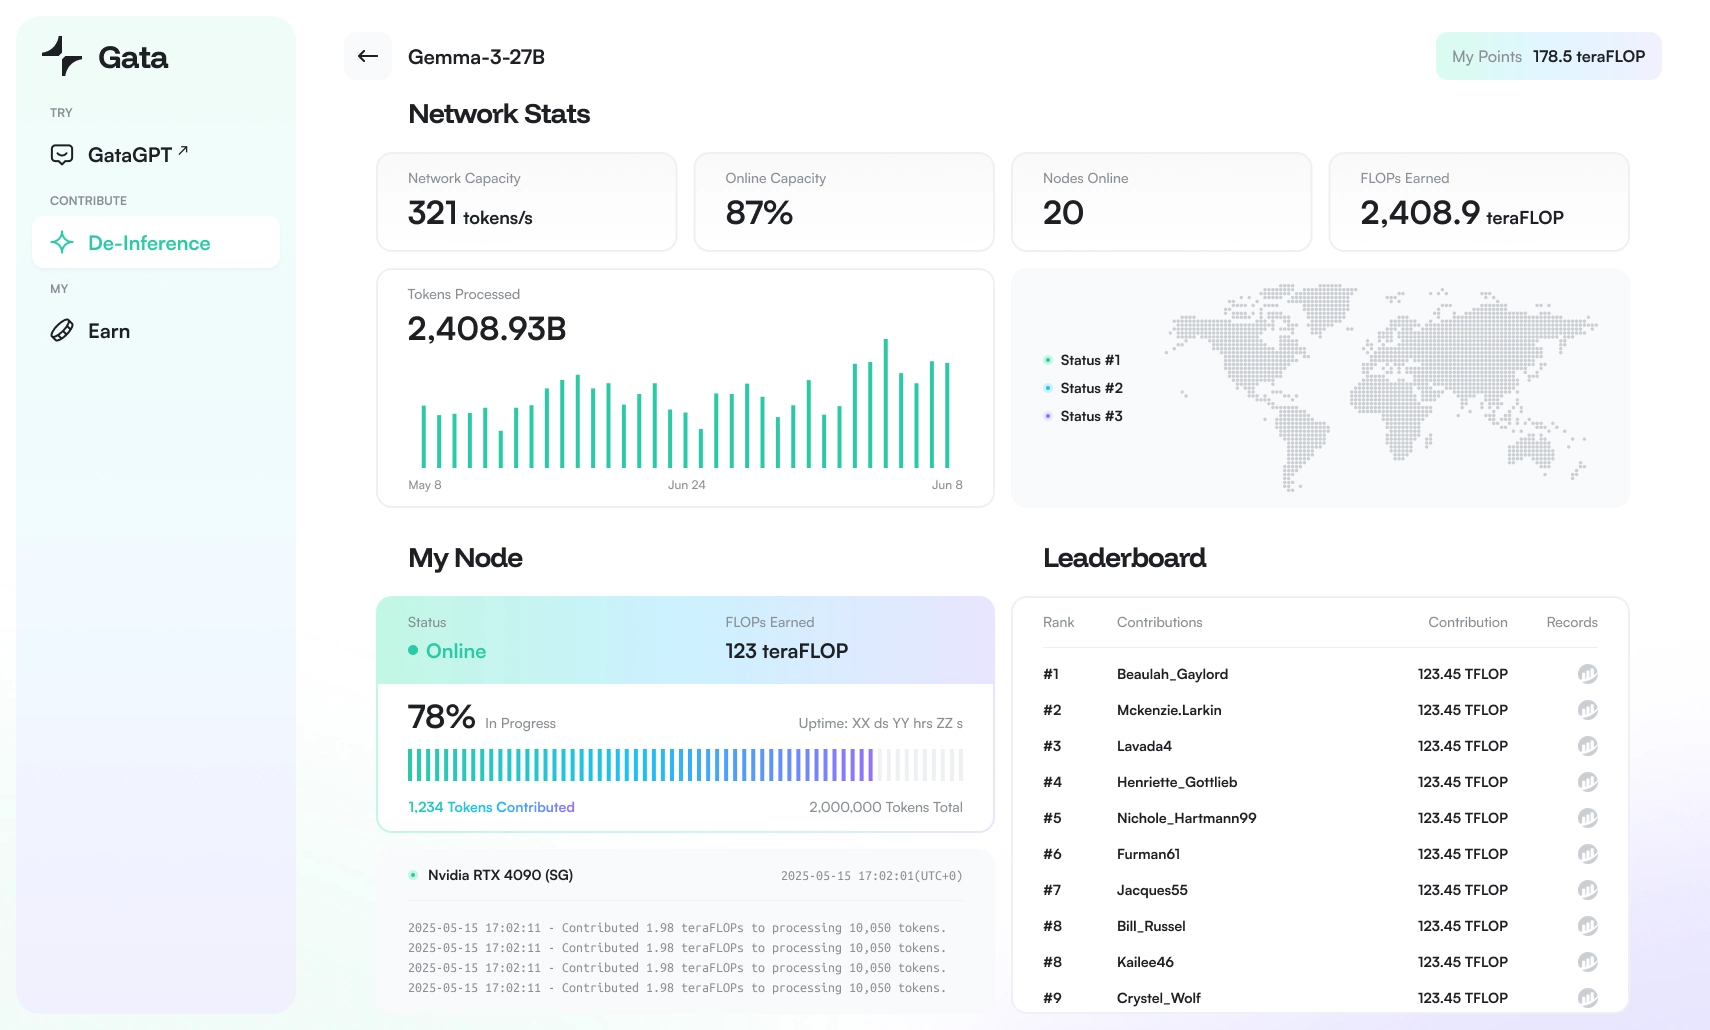 Gata
TRY
GataGPT ↗
CONTRIBUTE
De-Inference
MY
Earn
Gemma-3-27B
My Points 178.5 teraFLOP
Network Stats
Network Capacity
321 tokens/s
Online Capacity
87%
Nodes Online
20
FLOPs Earned
2,408.9 teraFLOP
Tokens Processed
2,408.93B
May 8 Jun 24 Jun 8
Status #1
Status #2
Status #3
My Node
Status
Online
FLOPs Earned
123 teraFLOP
78% In Progress Uptime: XX ds YY hrs ZZ s
1,234 Tokens Contributed 2,000,000 Tokens Total
Nvidia RTX 4090 (SG) 2025-05-15 17:02:01(UTC+0)
2025-05-15 17:02:11 - Contributed 1.98 teraFLOPs to processing 10,050 tokens.
2025-05-15 17:02:11 - Contributed 1.98 teraFLOPs to processing 10,050 tokens.
2025-05-15 17:02:11 - Contributed 1.98 teraFLOPs to processing 10,050 tokens.
2025-05-15 17:02:11 - Contributed 1.98 teraFLOPs to processing 10,050 tokens.
Leaderboard
Rank Contributions Contribution Records
#1 Beaulah_Gaylord 123.45 TFLOP
#2 Mckenzie.Larkin 123.45 TFLOP
#3 Lavada4 123.45 TFLOP
#4 Henriette_Gottlieb 123.45 TFLOP
#5 Nichole_Hartmann99 123.45 TFLOP
#6 Furman61 123.45 TFLOP
#7 Jacques55 123.45 TFLOP
#8 Bill_Russel 123.45 TFLOP
#8 Kailee46 123.45 TFLOP
#9 Crystel_Wolf 123.45 TFLOP